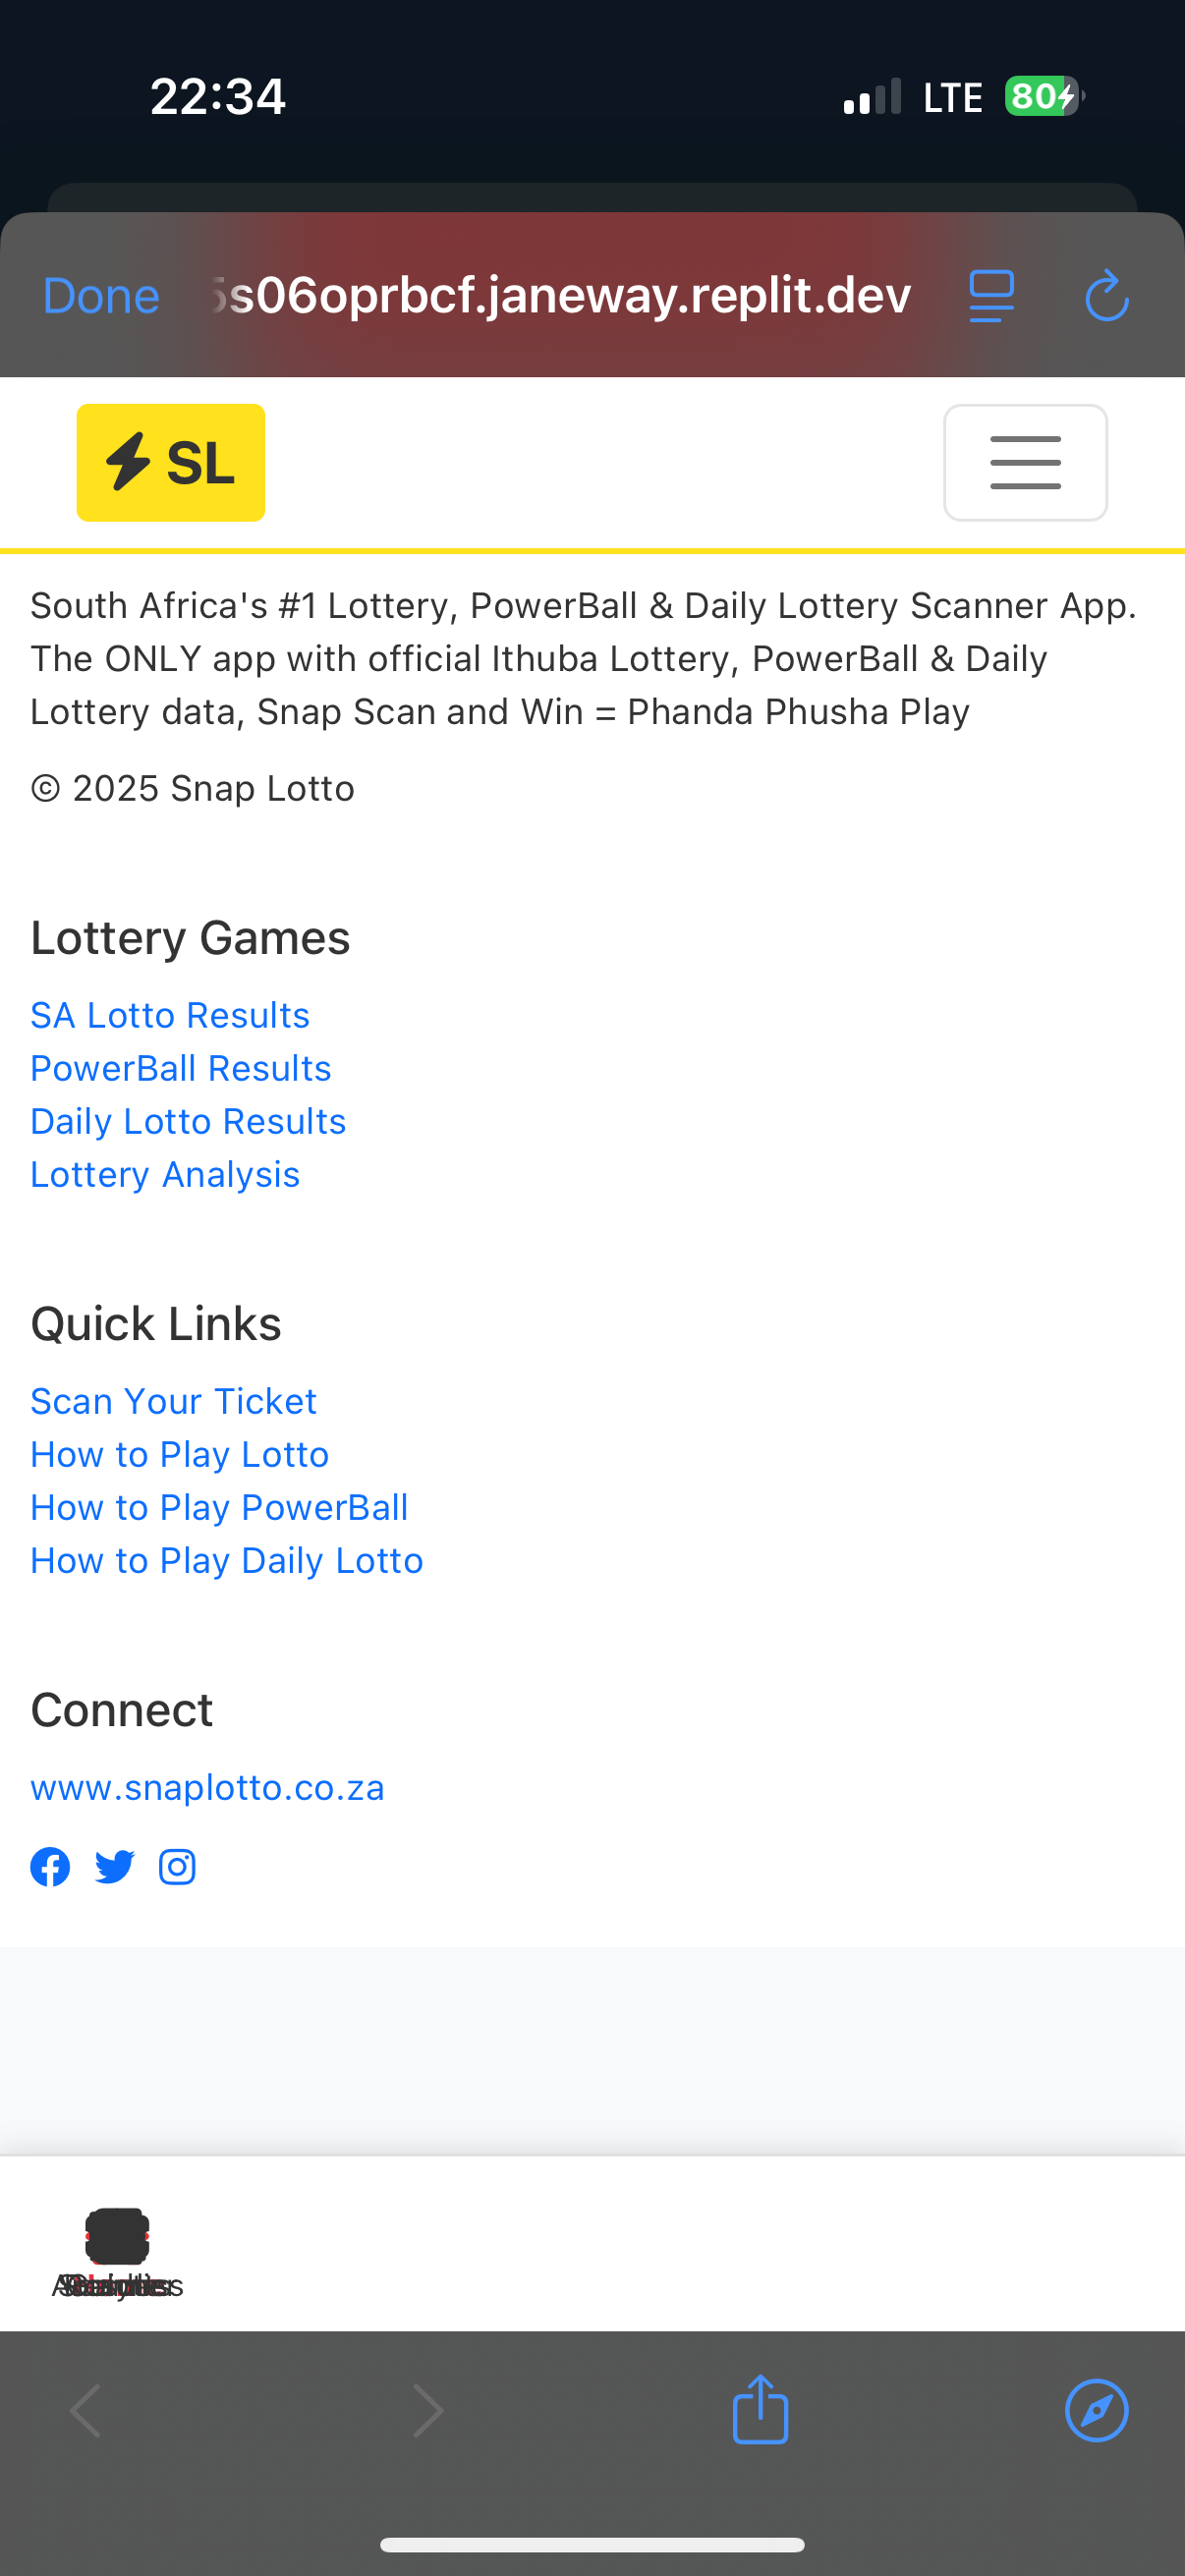 22:34
LTE
80
Done
5s06oprbcf.janeway.replit.dev
SL
South Africa's #1 Lottery, PowerBall & Daily Lottery Scanner App.
The ONLY app with official Ithuba Lottery, PowerBall & Daily
Lottery data, Snap Scan and Win = Phanda Phusha Play
© 2025 Snap Lotto
Lottery Games
SA Lotto Results
PowerBall Results
Daily Lotto Results
Lottery Analysis
Quick Links
Scan Your Ticket
How to Play Lotto
How to Play PowerBall
How to Play Daily Lotto
Connect
www.snaplotto.co.za